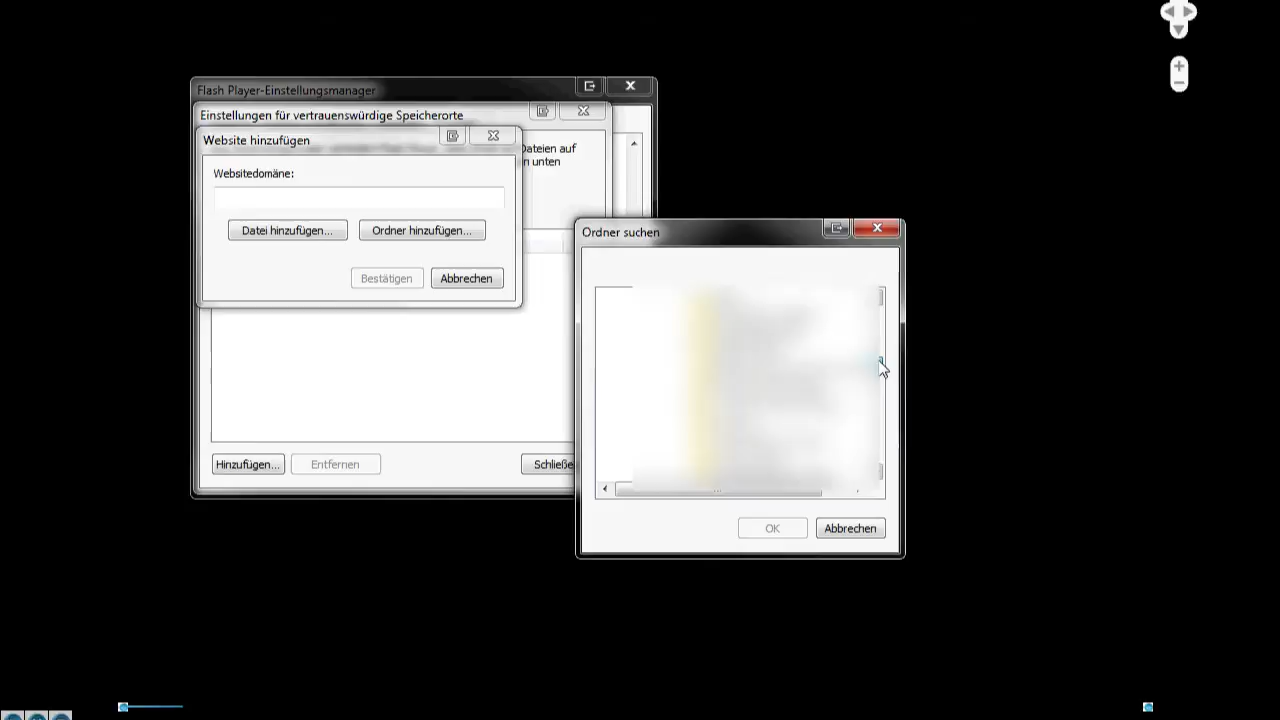 Flash Player-Einstellungsmanager
Einstellungen für vertrauenswürdige Speicherorte
Website hinzufügen
Dateien auf
unten
Websitedomäne:
Datei hinzufügen...
Ordner hinzufügen...
Bestätigen
Abbrechen
Ordner suchen
Hinzufügen...
Entfernen
Schließe
OK
Abbrechen